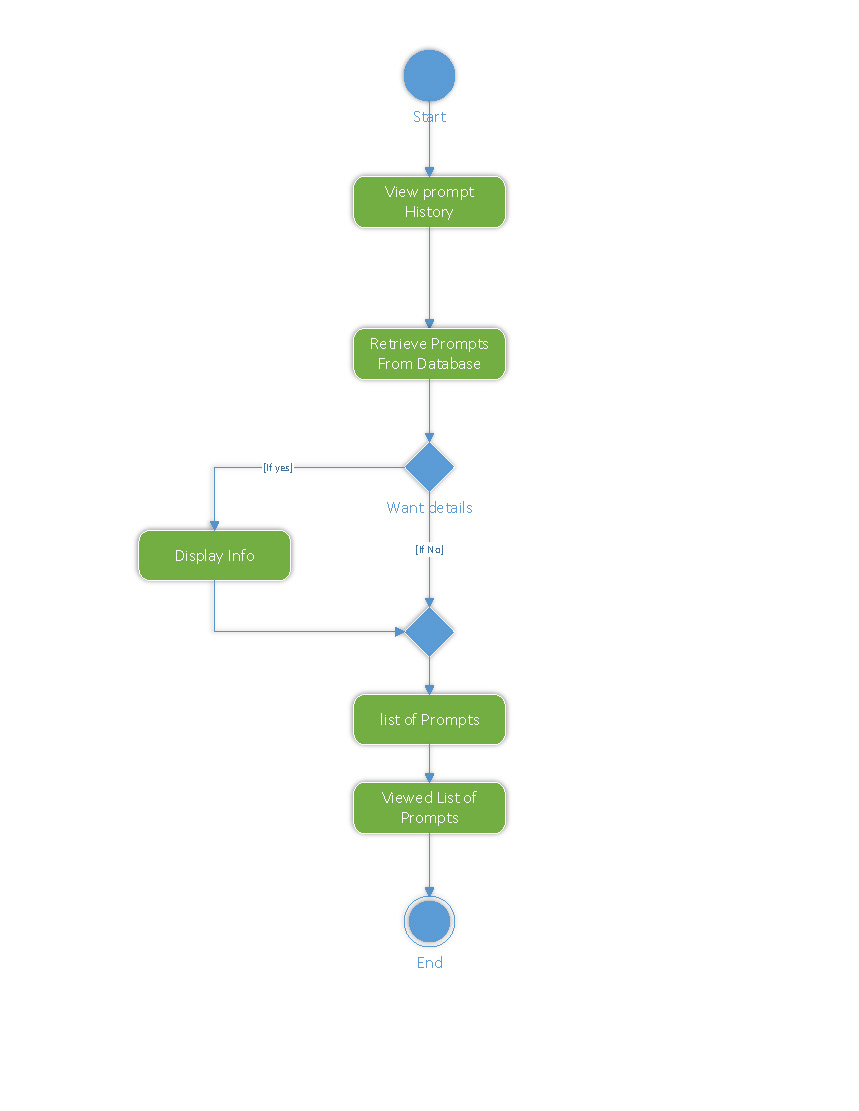 Start
View prompt
History
Retrieve Prompts
From Database
[If yes]
Want details
[If No]
Display Info
list of Prompts
Viewed List of
Prompts
End